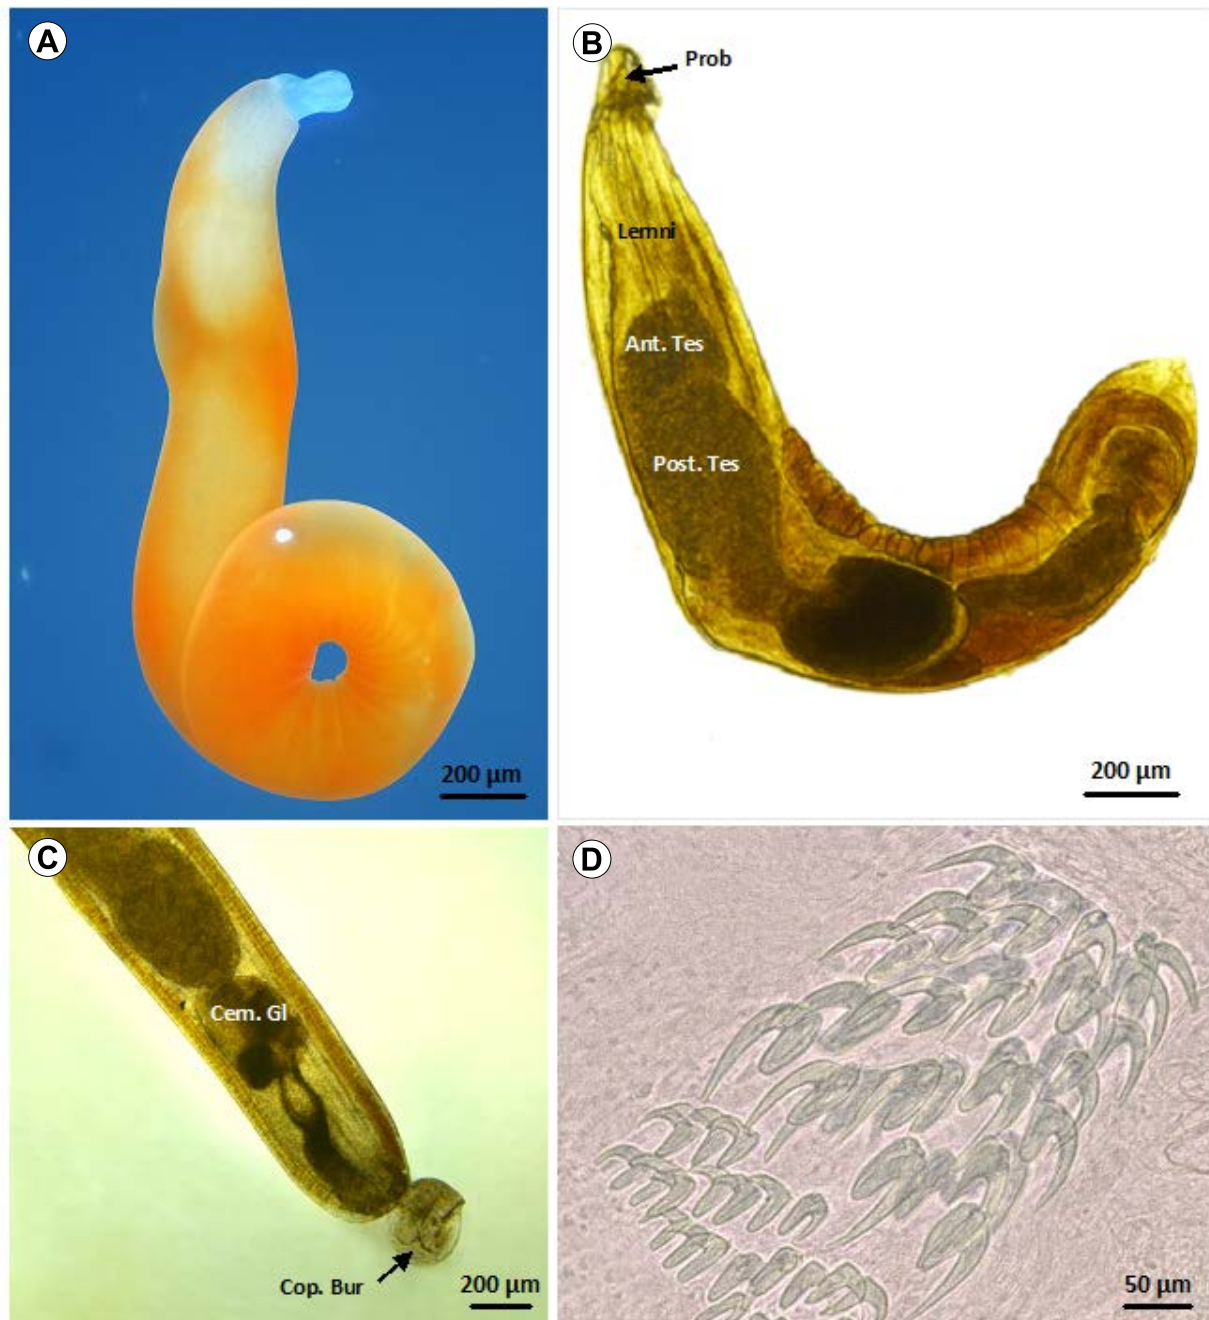 A
200 µm
B
Prob
Lemni
Ant. Tes
Post. Tes
200 µm
C
Cem. Gl
Cop. Bur
200 µm
D
50 µm